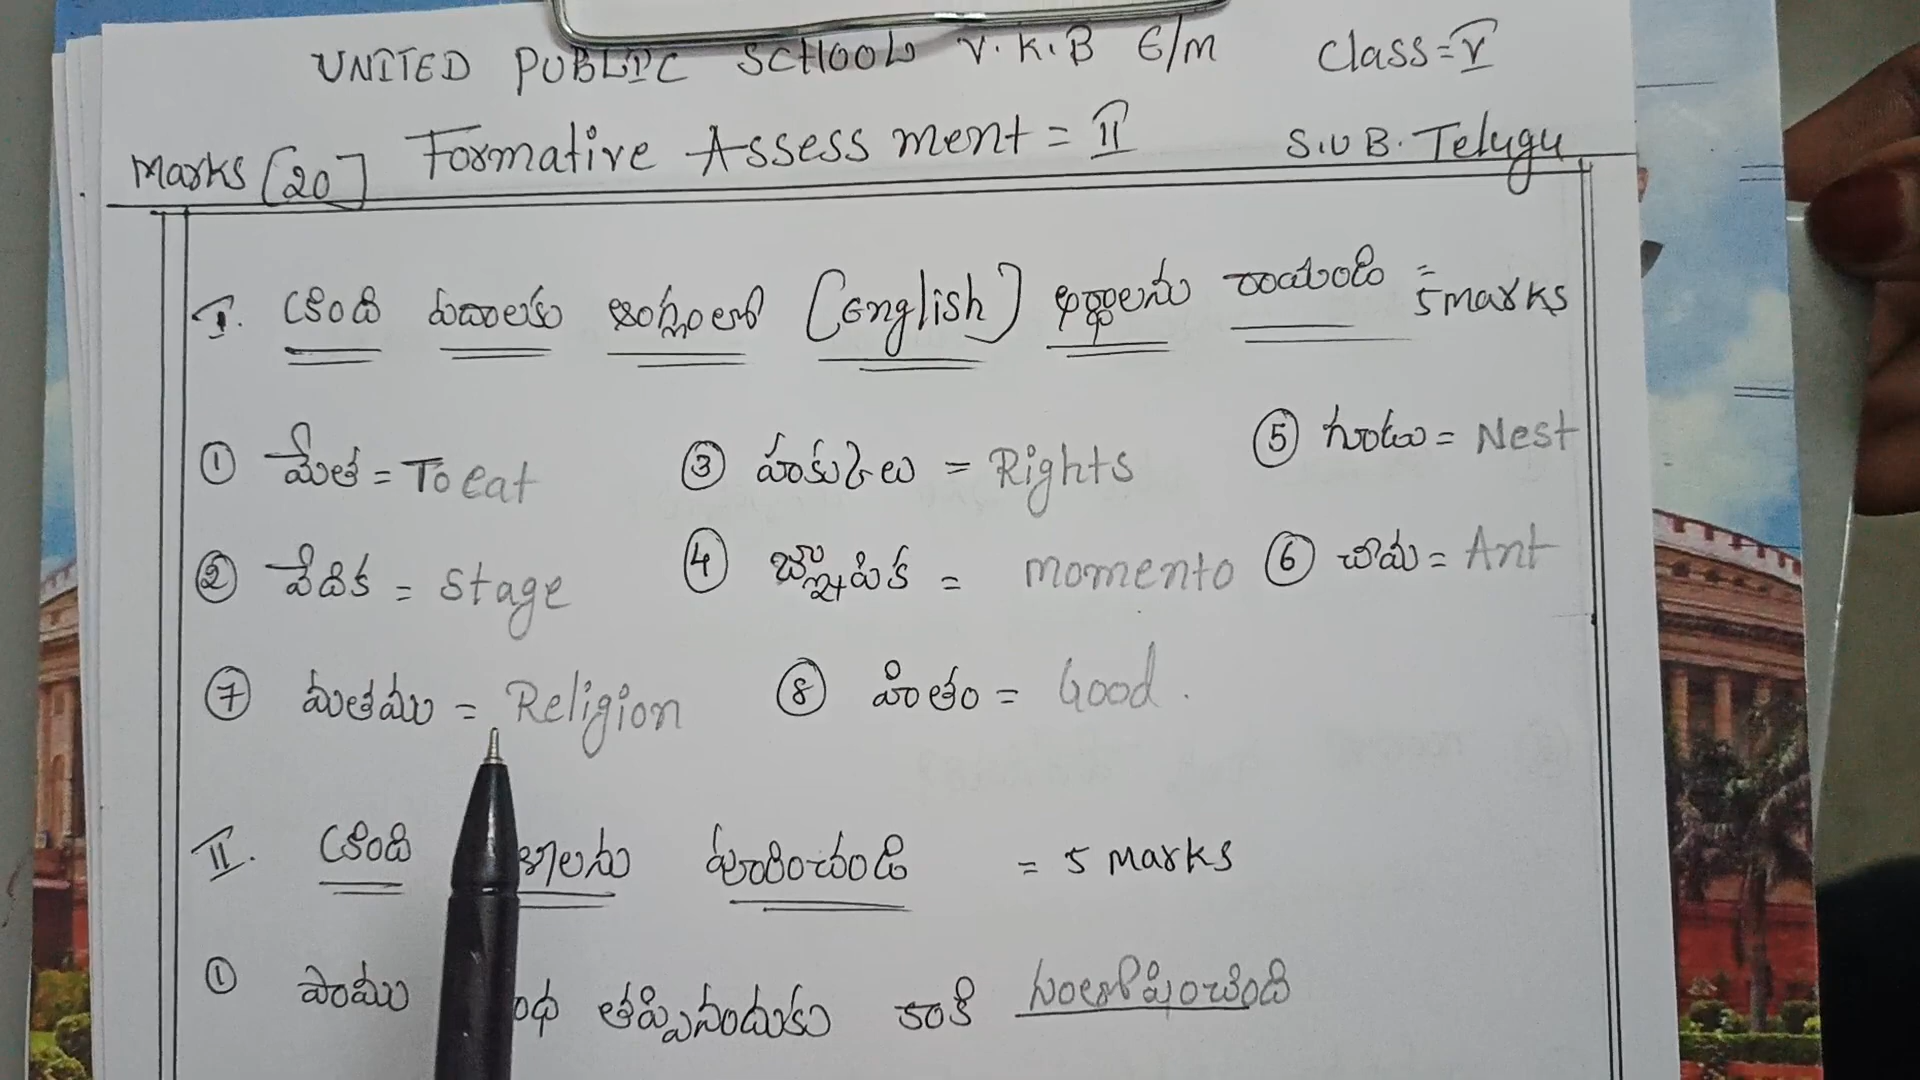 UNITED PUBLIC SCHOOL V.K.B E/M Class=V
Marks [20] Formative Assessment = II S.UB. Telugu
I. క్రింది పదాలకు ఆంగ్లంలో [English] అర్థాలను రాయండి = 5 marks
① మేత = To eat ③ హక్కులు = Rights ⑤ గూటు = Nest
② వేదిక = Stage ④ జ్ఞాపిక = momento ⑥ చీమ = Ant
⑦ మతము = Religion ⑧ హితం = Good.
II. క్రింది పూరించండి = 5 Marks
① పాము తప్పినందుకు కాకి సంతోషించింది